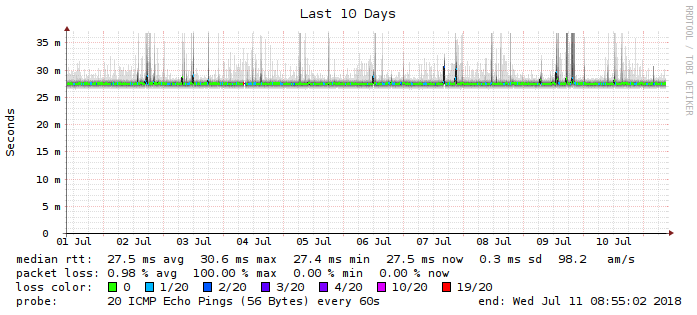 Last 10 Days
RRDTOOL / TOBI OETIKER
Seconds
35 m
30 m
25 m
20 m
15 m
10 m
5 m
0
01 Jul 02 Jul 03 Jul 04 Jul 05 Jul 06 Jul 07 Jul 08 Jul 09 Jul 10 Jul
median rtt: 27.5 ms avg 30.6 ms max 27.4 ms min 27.5 ms now 0.3 ms sd 98.2 am/s
packet loss: 0.98 % avg 100.00 % max 0.00 % min 0.00 % now
loss color: 0 1/20 2/20 3/20 4/20 10/20 19/20
probe: 20 ICMP Echo Pings (56 Bytes) every 60s end: Wed Jul 11 08:55:02 2018